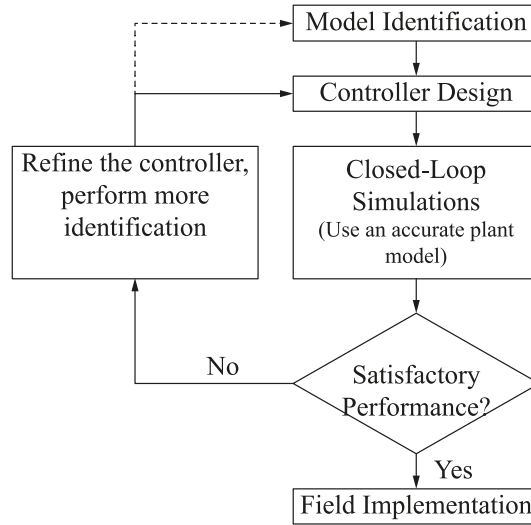 Model Identification
Controller Design
Refine the controller,
perform more
identification
Closed-Loop
Simulations
(Use an accurate plant
model)
No
Satisfactory
Performance?
Yes
Field Implementation